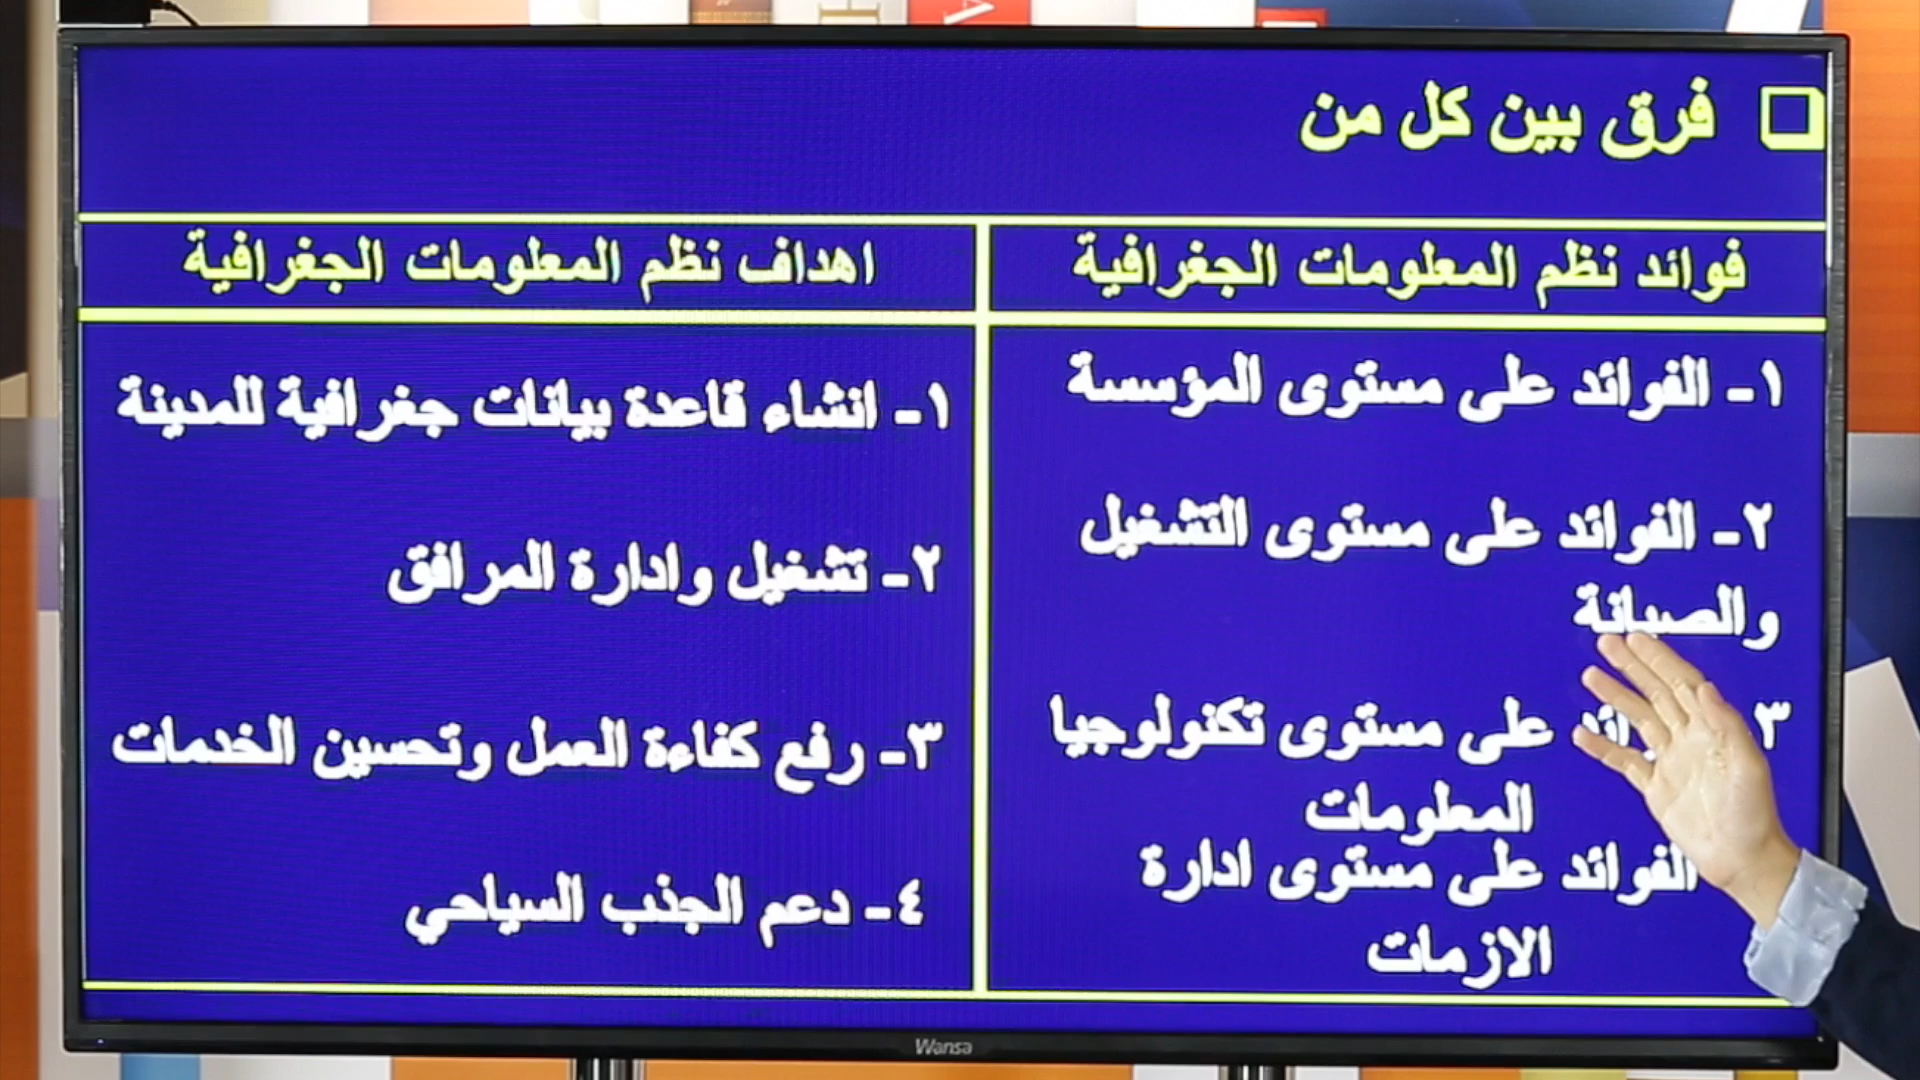 فرق بين كل من
فوائد نظم المعلومات الجغرافية
١- الفوائد على مستوى المؤسسة
٢- الفوائد على مستوى التشغيل
والصيانة
٣ على مستوى تكنولوجيا
المعلومات
الفوائد على مستوى ادارة
الازمات
اهداف نظم المعلومات الجغرافية
١- انشاء قاعدة بيانات جغرافية للمدينة
٢- تشغيل وادارة المرافق
٣- رفع كفاءة العمل وتحسين الخدمات
٤- دعم الجذب السياحي
Wansa